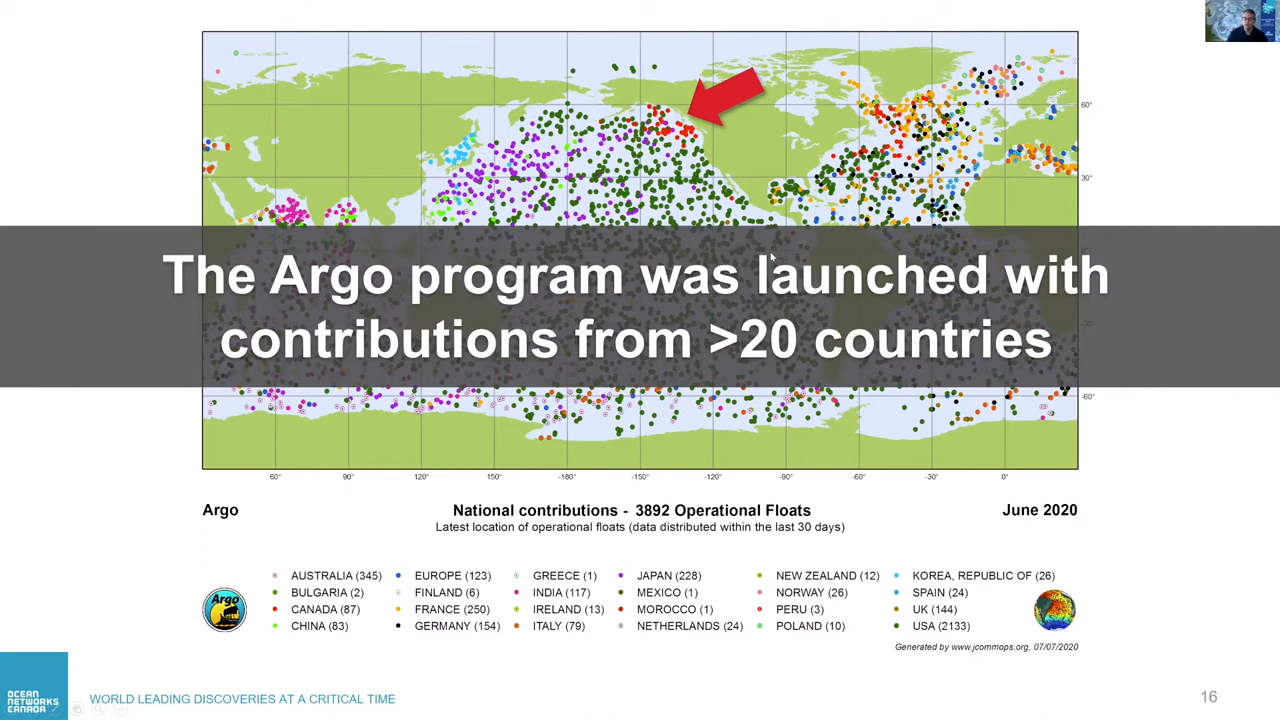 The Argo program was launched with
contributions from >20 countries
60°
30°
-30°
-60°
60° 90° 120° 150° -180° -150° -120° -90° -60° -30° 0°
Argo National contributions - 3892 Operational Floats June 2020
Latest location of operational floats (data distributed within the last 30 days)
AUSTRALIA (345) EUROPE (123) GREECE (1) JAPAN (228) NEW ZEALAND (12) KOREA, REPUBLIC OF (26)
BULGARIA (2) FINLAND (6) INDIA (117) MEXICO (1) NORWAY (26) SPAIN (24)
CANADA (87) FRANCE (250) IRELAND (13) MOROCCO (1) PERU (3) UK (144)
CHINA (83) GERMANY (154) ITALY (79) NETHERLANDS (24) POLAND (10) USA (2133)
Argo
Generated by www.jcommops.org, 07/07/2020
OCEAN
NETWORKS
CANADA
WORLD LEADING DISCOVERIES AT A CRITICAL TIME
16